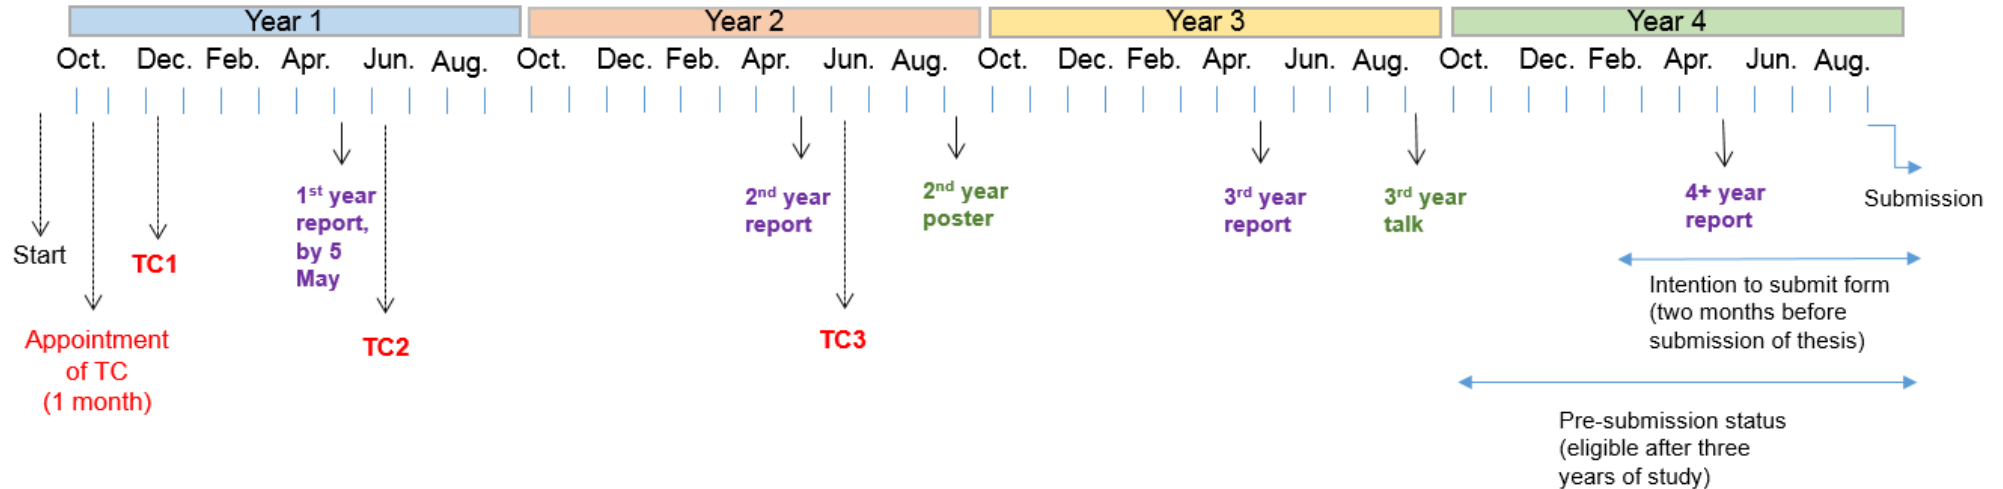 Year 1
Year 2
Year 3
Year 4
Oct. Dec. Feb. Apr. Jun. Aug. Oct. Dec. Feb. Apr. Jun. Aug. Oct. Dec. Feb. Apr. Jun. Aug. Oct. Dec. Feb. Apr. Jun. Aug.
Start
Appointment
of TC
(1 month)
TC1
1st year
report,
by 5
May
TC2
2nd year
report
TC3
2nd year
poster
3rd year
report
3rd year
talk
4+ year
report
Submission
Intention to submit form
(two months before
submission of thesis)
Pre-submission status
(eligible after three
years of study)